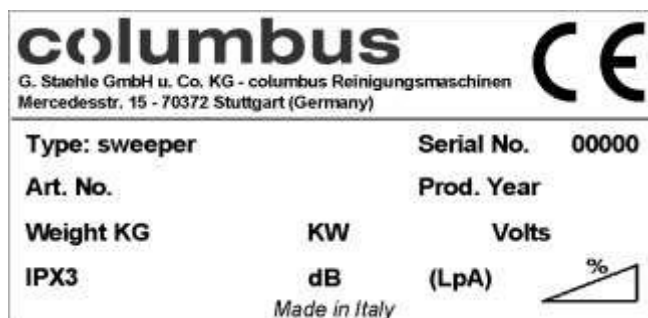 columbus
CE
G. Staehle GmbH u. Co. KG - columbus Reinigungsmaschinen
Mercedesstr. 15 - 70372 Stuttgart (Germany)
Type: sweeper Serial No. 00000
Art. No. Prod. Year
Weight KG KW Volts
IPX3 dB (LpA) %
Made in Italy